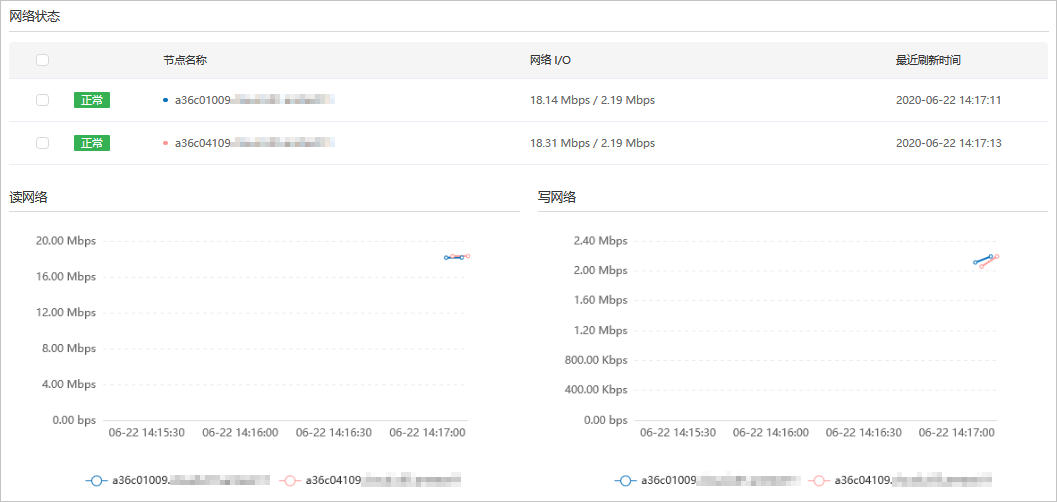 网络状态
节点名称 网络 I/O 最近刷新时间
正常 a36c01009 18.14 Mbps / 2.19 Mbps 2020-06-22 14:17:11
正常 a36c04109 18.31 Mbps / 2.19 Mbps 2020-06-22 14:17:13
读网络
20.00 Mbps
16.00 Mbps
12.00 Mbps
8.00 Mbps
4.00 Mbps
0.00 bps
06-22 14:15:30 06-22 14:16:00 06-22 14:16:30 06-22 14:17:00
a36c01009. a36c04109
写网络
2.40 Mbps
2.00 Mbps
1.60 Mbps
1.20 Mbps
800.00 Kbps
400.00 Kbps
0.00 bps
06-22 14:15:30 06-22 14:16:00 06-22 14:16:30 06-22 14:17:00
a36c01009 a36c04109